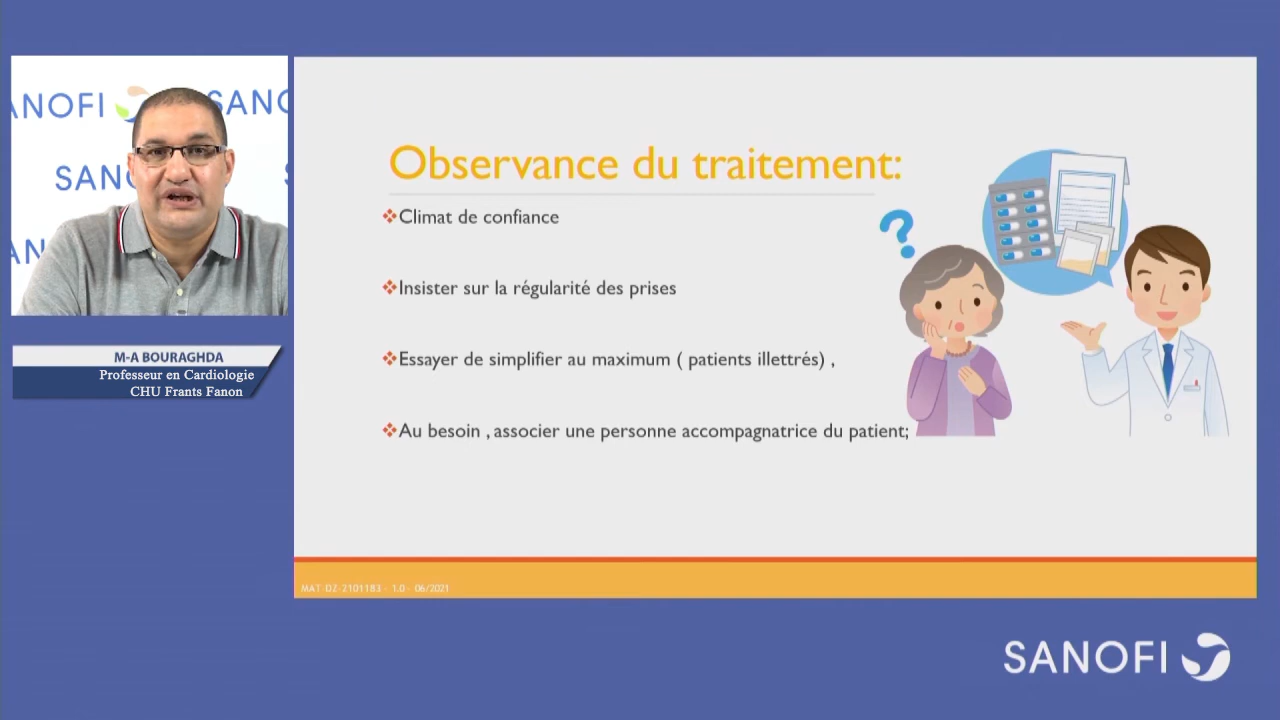 SANOFI
SANO
SANO
M-A BOURAGHDA
Professeur en Cardiologie
CHU Frants Fanon
Observance du traitement:
❖Climat de confiance
❖Insister sur la régularité des prises
❖Essayer de simplifier au maximum ( patients illettrés) ,
❖Au besoin , associer une personne accompagnatrice du patient;
?
MAT-DZ-2101183 - 1.0 - 06/2021
SANOFI